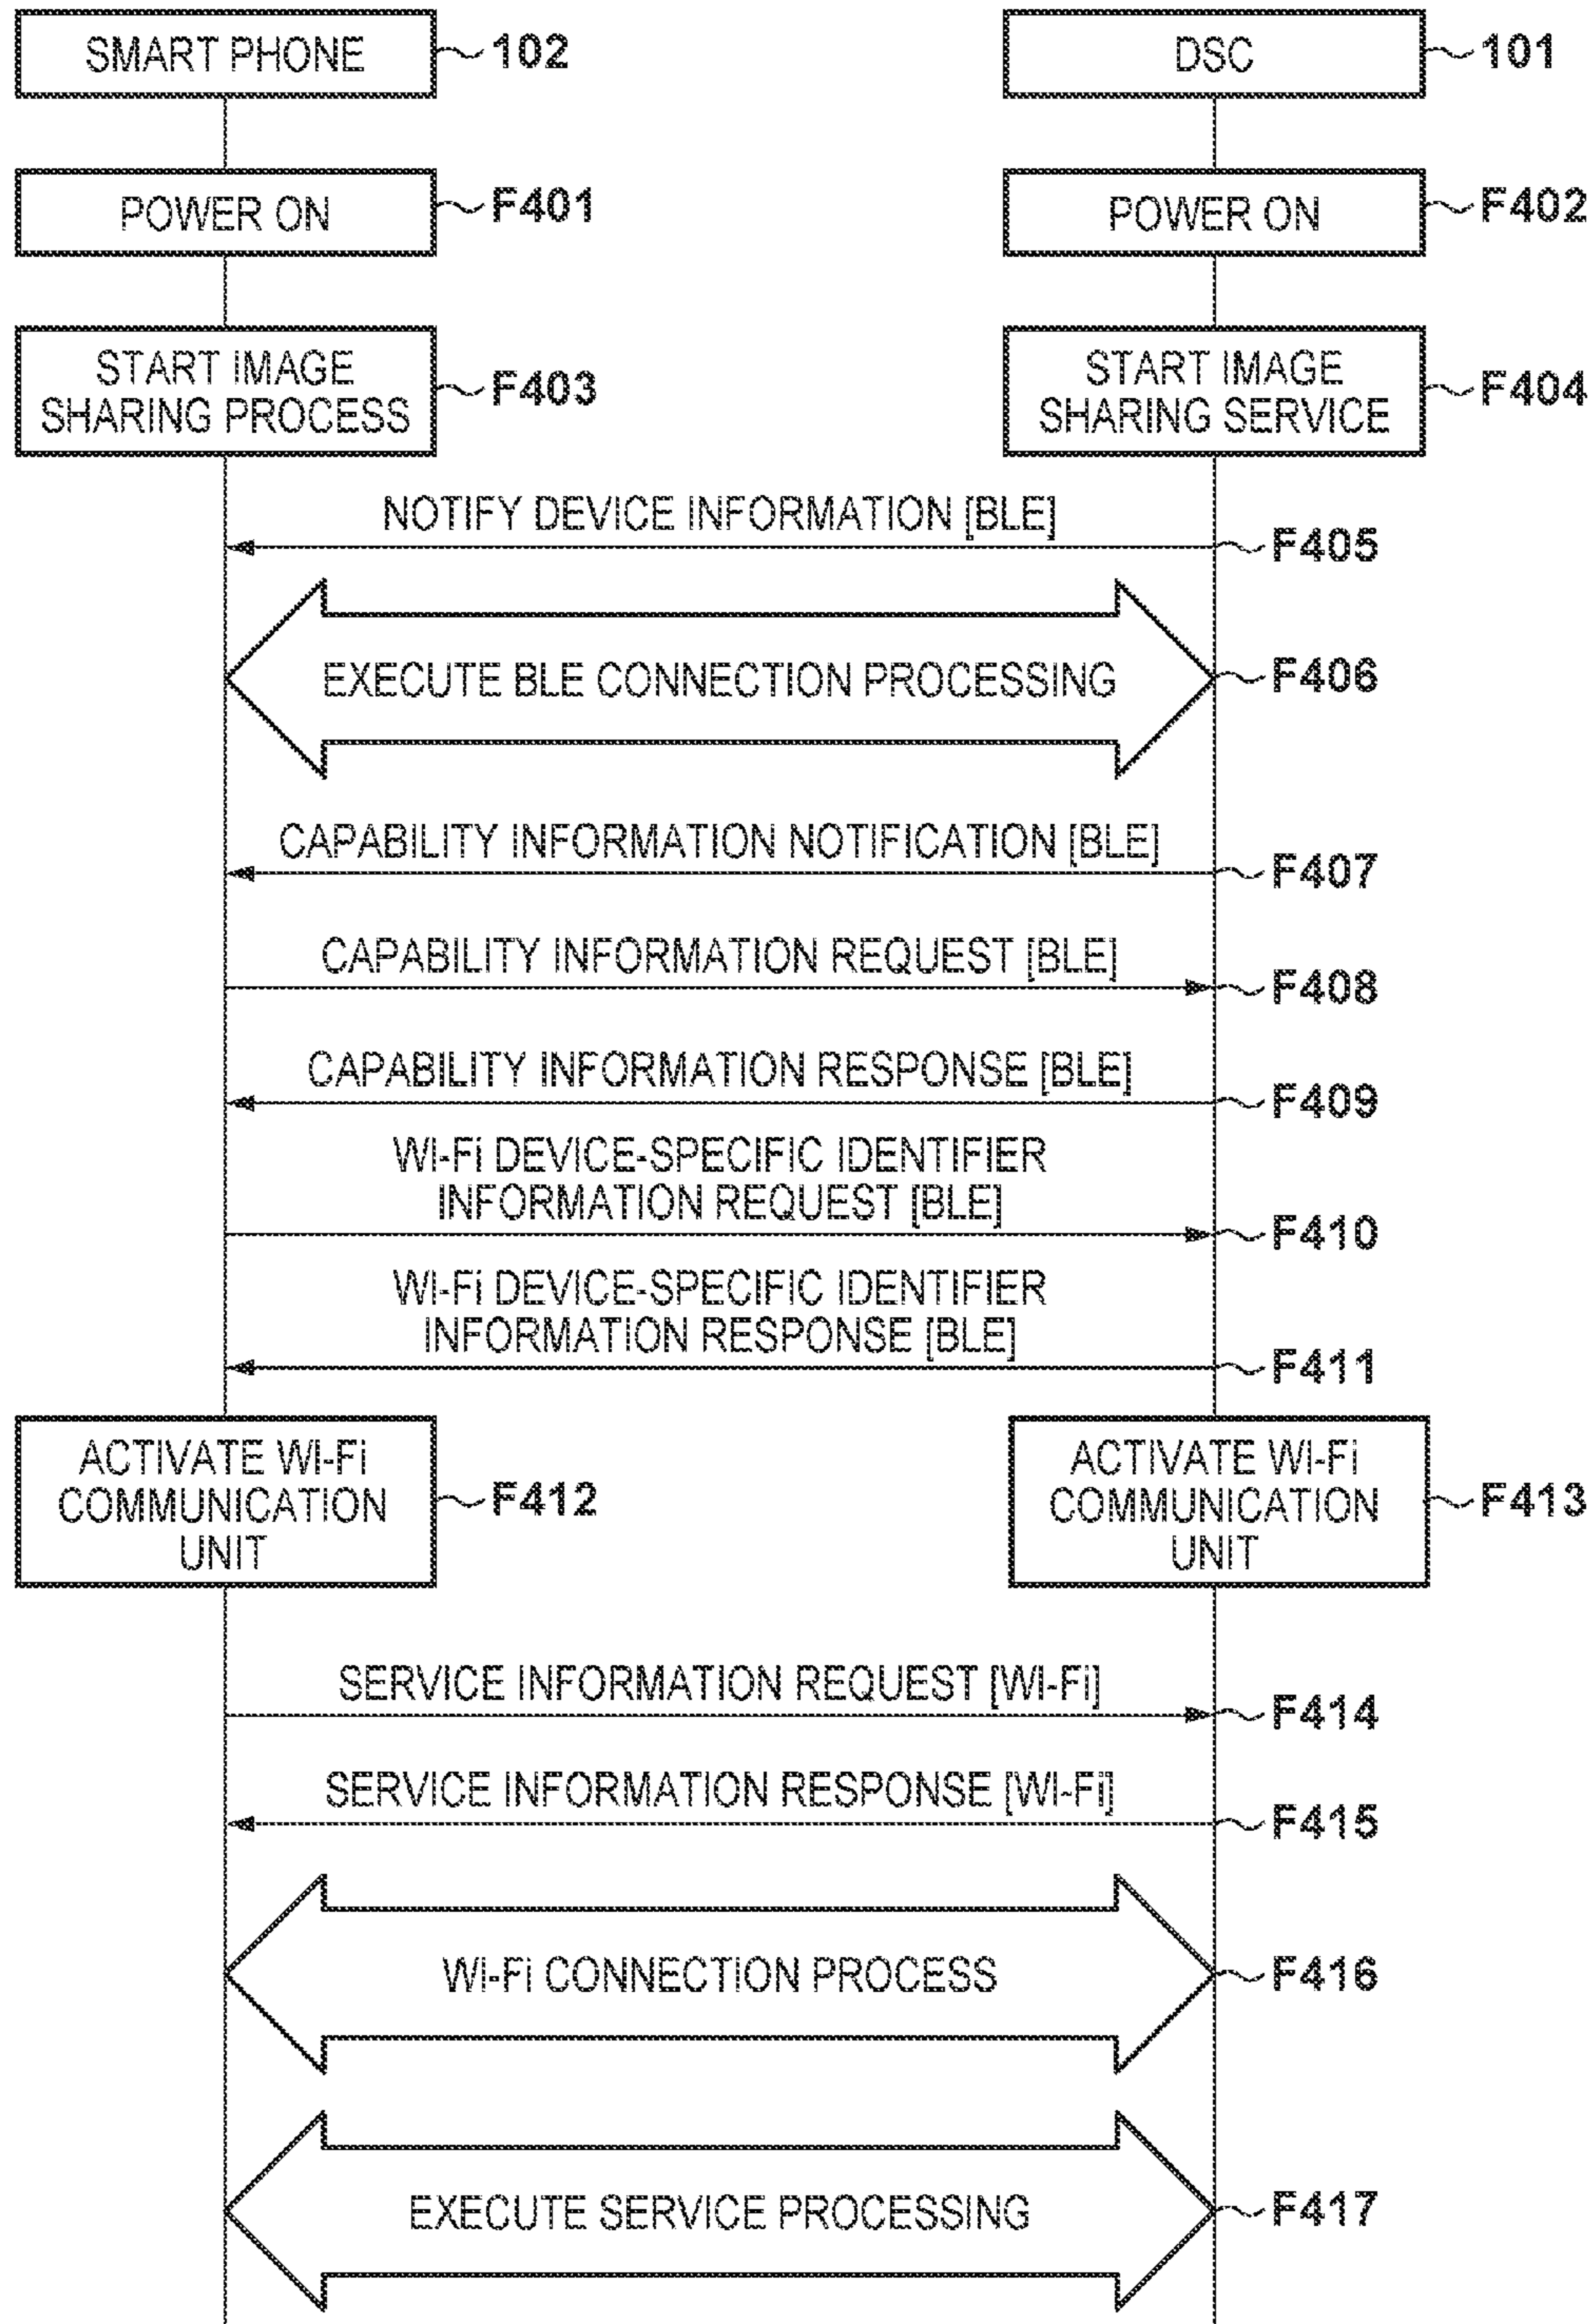 SMART PHONE
102
DSC
101
POWER ON
F401
POWER ON
F402
START IMAGE
SHARING PROCESS
F403
START IMAGE
SHARING SERVICE
F404
NOTIFY DEVICE INFORMATION [BLE]
F405
EXECUTE BLE CONNECTION PROCESSING
F406
CAPABILITY INFORMATION NOTIFICATION [BLE]
F407
CAPABILITY INFORMATION REQUEST [BLE]
F408
CAPABILITY INFORMATION RESPONSE [BLE]
F409
WI-Fi DEVICE-SPECIFIC IDENTIFIER
INFORMATION REQUEST [BLE]
F410
WI-Fi DEVICE-SPECIFIC IDENTIFIER
INFORMATION RESPONSE [BLE]
F411
ACTIVATE WI-Fi
COMMUNICATION
UNIT
F412
ACTIVATE WI-Fi
COMMUNICATION
UNIT
F413
SERVICE INFORMATION REQUEST [WI-Fi]
F414
SERVICE INFORMATION RESPONSE [WI-Fi]
F415
WI-Fi CONNECTION PROCESS
F416
EXECUTE SERVICE PROCESSING
F417